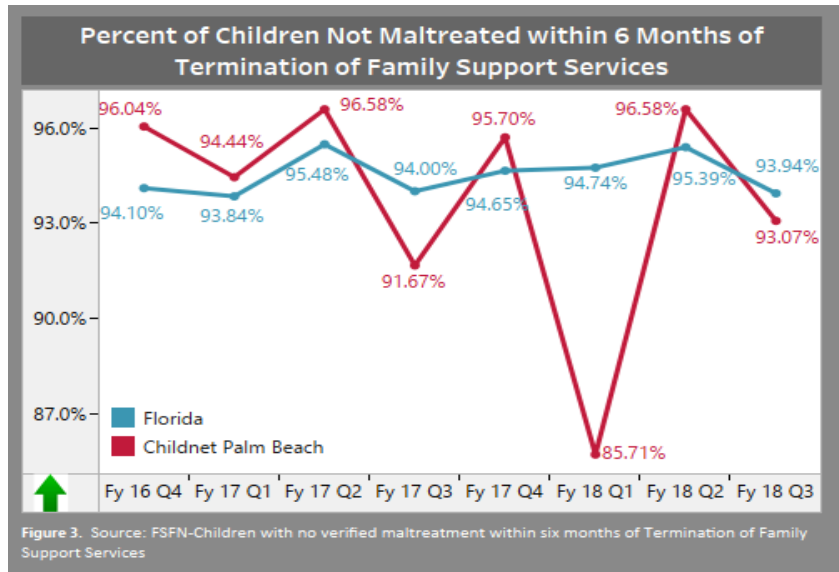 Percent of Children Not Maltreated within 6 Months of
Termination of Family Support Services
96.04% 94.44% 96.58% 94.00% 95.70% 96.58% 93.94%
96.0%
95.48% 94.65% 94.74% 95.39%
94.10% 93.84%
93.0%
93.07%
91.67%
90.0%
87.0%
Florida
Childnet Palm Beach
85.71%
Fy 16 Q4 Fy 17 Q1 Fy 17 Q2 Fy 17 Q3 Fy 17 Q4 Fy 18 Q1 Fy 18 Q2 Fy 18 Q3
Figure 3. Source: FSFN-Children with no verified maltreatment within six months of Termination of Family
Support Services